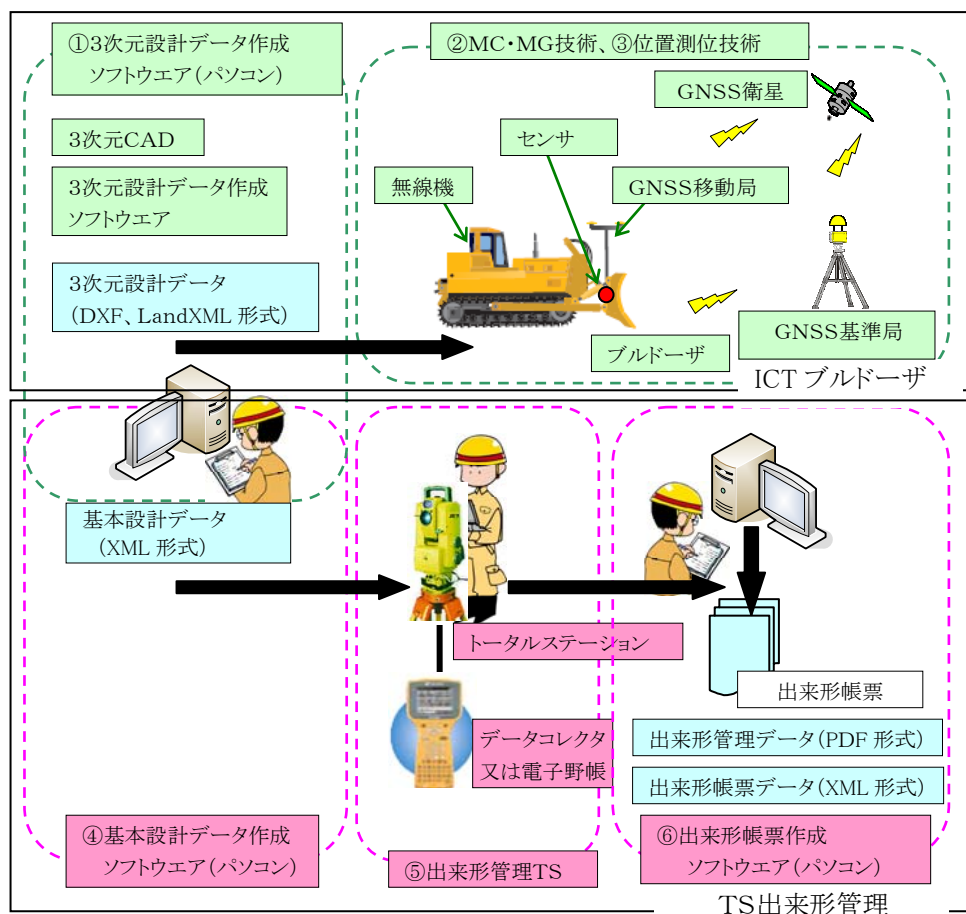 ①3次元設計データ作成
ソフトウエア(パソコン)
②MC・MG技術、③位置測位技術
GNSS衛星
3次元CAD
センサ
3次元設計データ作成
ソフトウエア
無線機
GNSS移動局
3次元設計データ
(DXF、LandXML 形式)
GNSS基準局
ブルドーザ
ICT ブルドーザ
基本設計データ
(XML 形式)
トータルステーション
出来形帳票
データコレクタ
又は電子野帳
出来形管理データ(PDF 形式)
出来形帳票データ(XML 形式)
④基本設計データ作成
ソフトウエア(パソコン)
⑤出来形管理TS
⑥出来形帳票作成
ソフトウエア(パソコン)
TS出来形管理